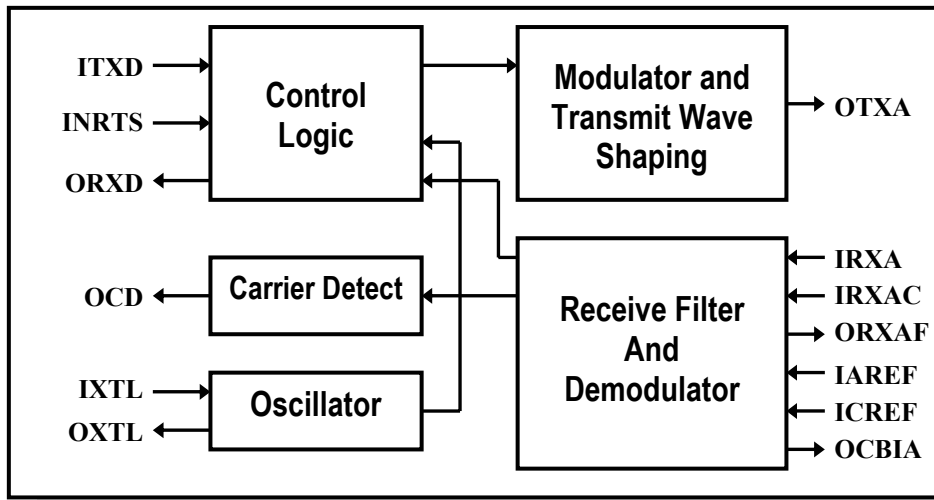 ITXD
INRTS
ORXD
Control
Logic
Modulator and
Transmit Wave
Shaping
OTXA
OCD
Carrier Detect
IXTL
OXTL
Oscillator
Receive Filter
And
Demodulator
IRXA
IRXAC
ORXAF
IAREF
ICREF
OCBIA